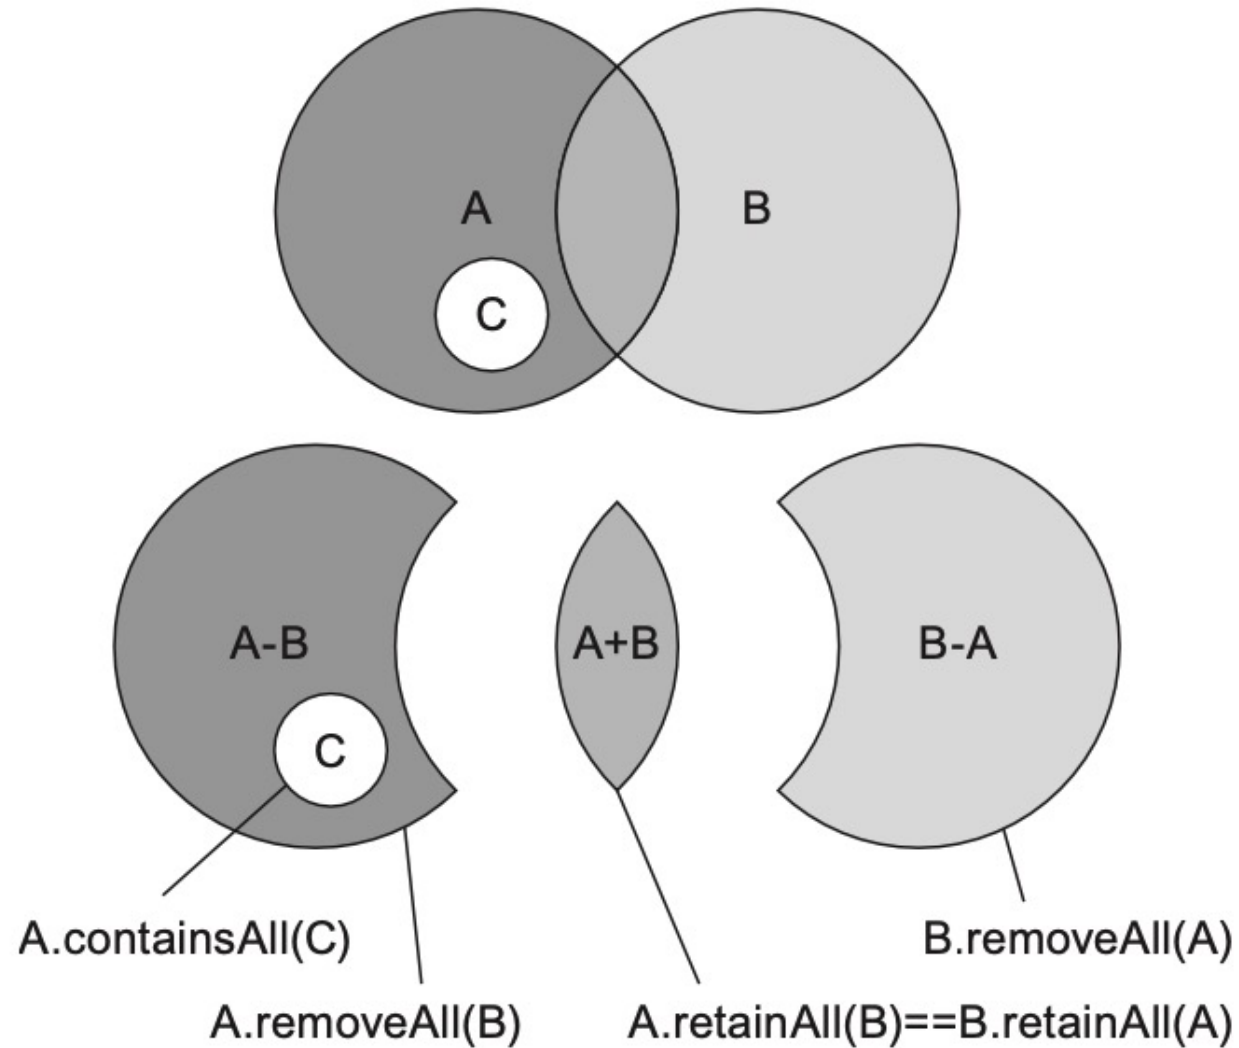 A
B
C
A-B
A+B
B-A
C
A.containsAll(C)
B.removeAll(A)
A.removeAll(B)
A.retainAll(B)==B.retainAll(A)